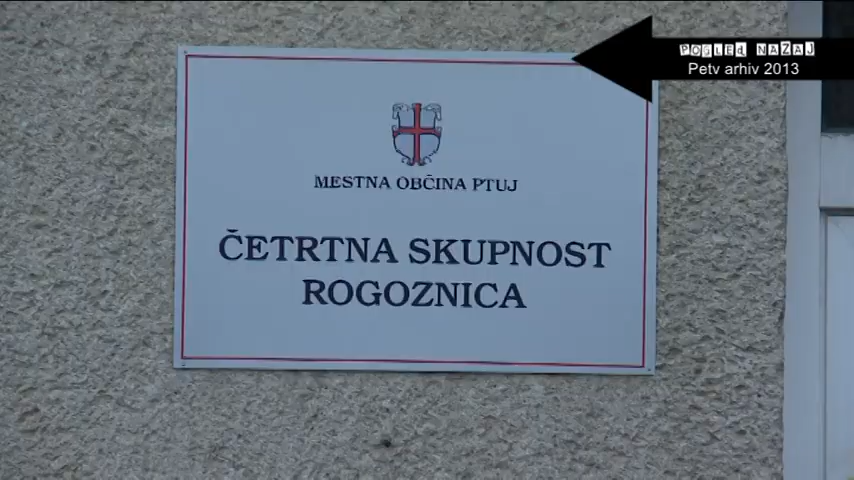 POGLEd NAZAJ
Petv arhiv 2013
MESTNA OBČINA PTUJ
ČETRTNA SKUPNOST
ROGOZNICA